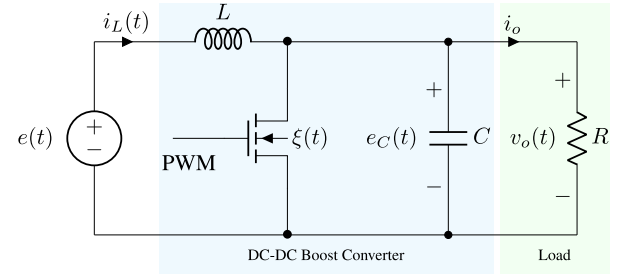 i_L(t)
L
i_o
e(t)
+
−
PWM
ξ(t)
+
e_C(t)
−
C
+
v_o(t)
−
R
DC-DC Boost Converter
Load